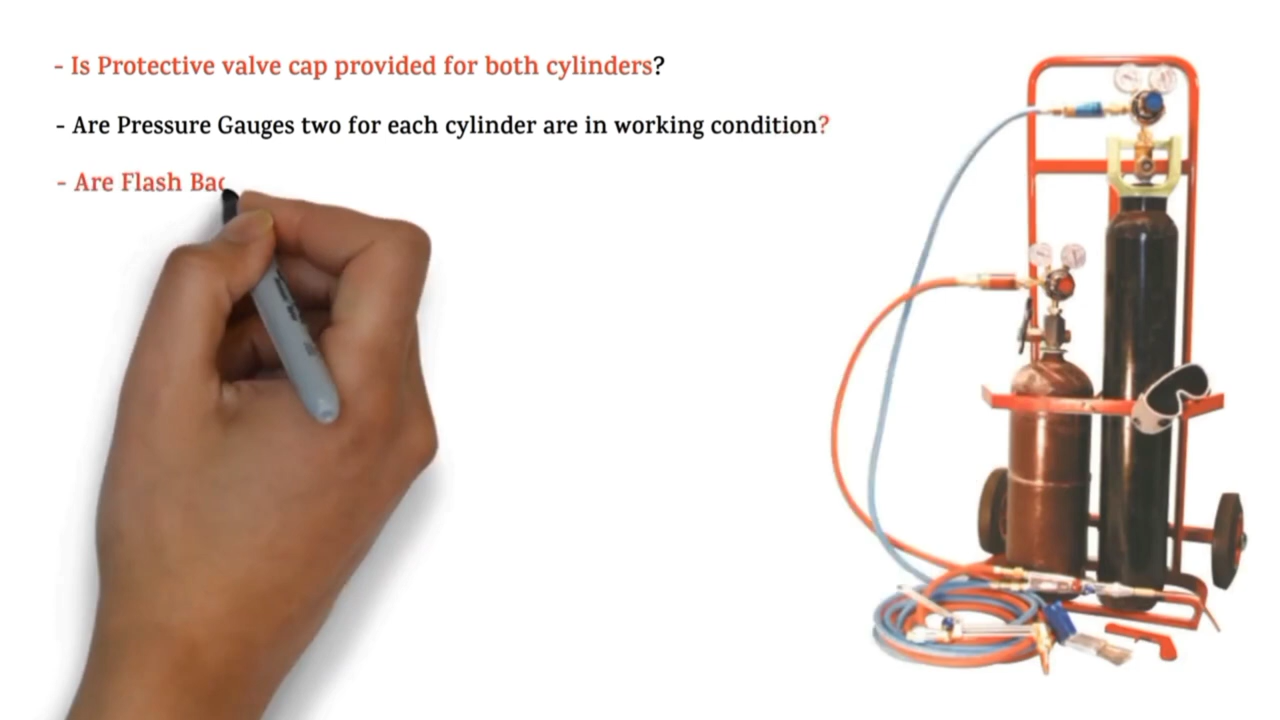 - Is Protective valve cap provided for both cylinders?
- Are Pressure Gauges two for each cylinder are in working condition?
- Are Flash Bac